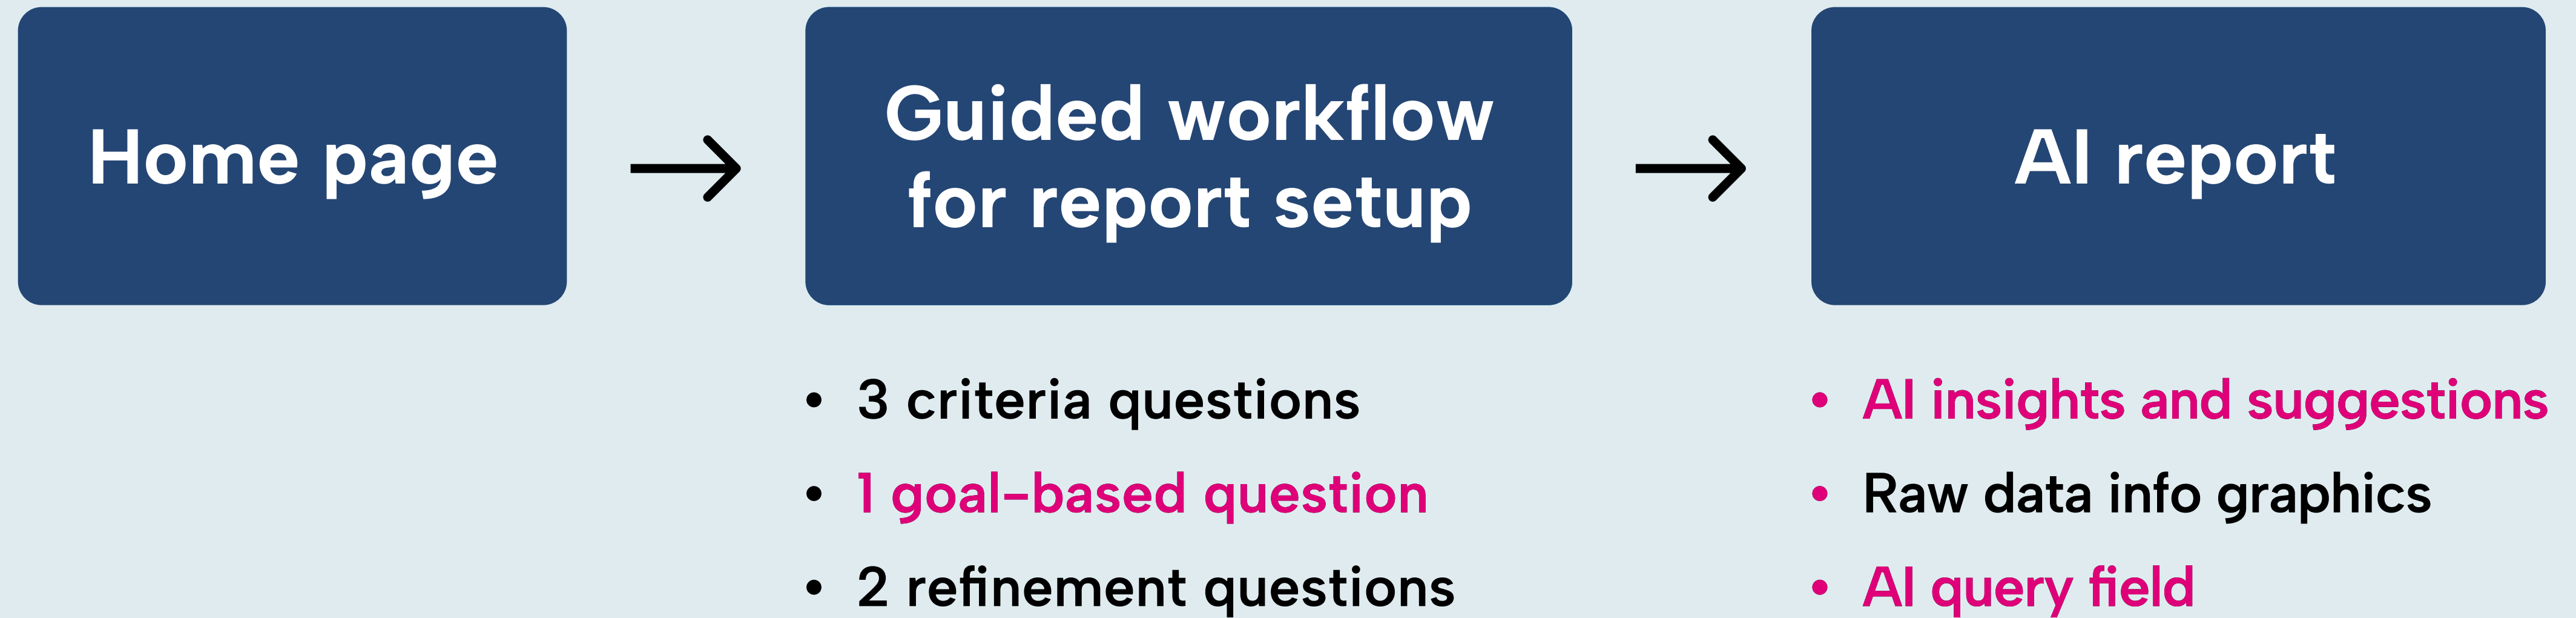 Home page
Guided workflow
for report setup
AI report
• 3 criteria questions
• 1 goal-based question
• 2 refinement questions
• AI insights and suggestions
• Raw data info graphics
• AI query field